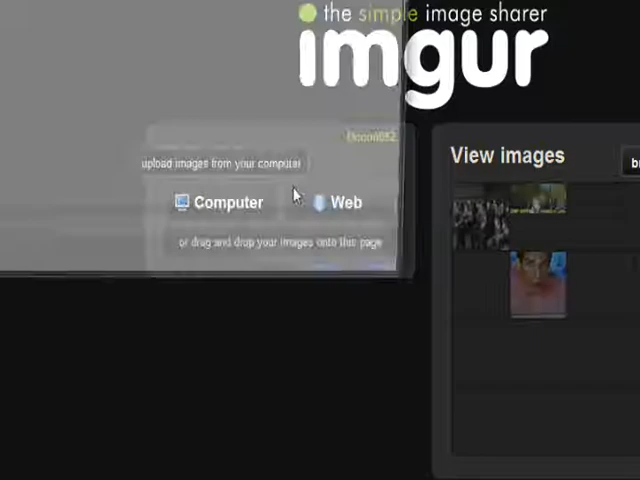 the simple image sharer
imgur
upload images from your computer
Computer
Web
or drag and drop your images onto this page
View images